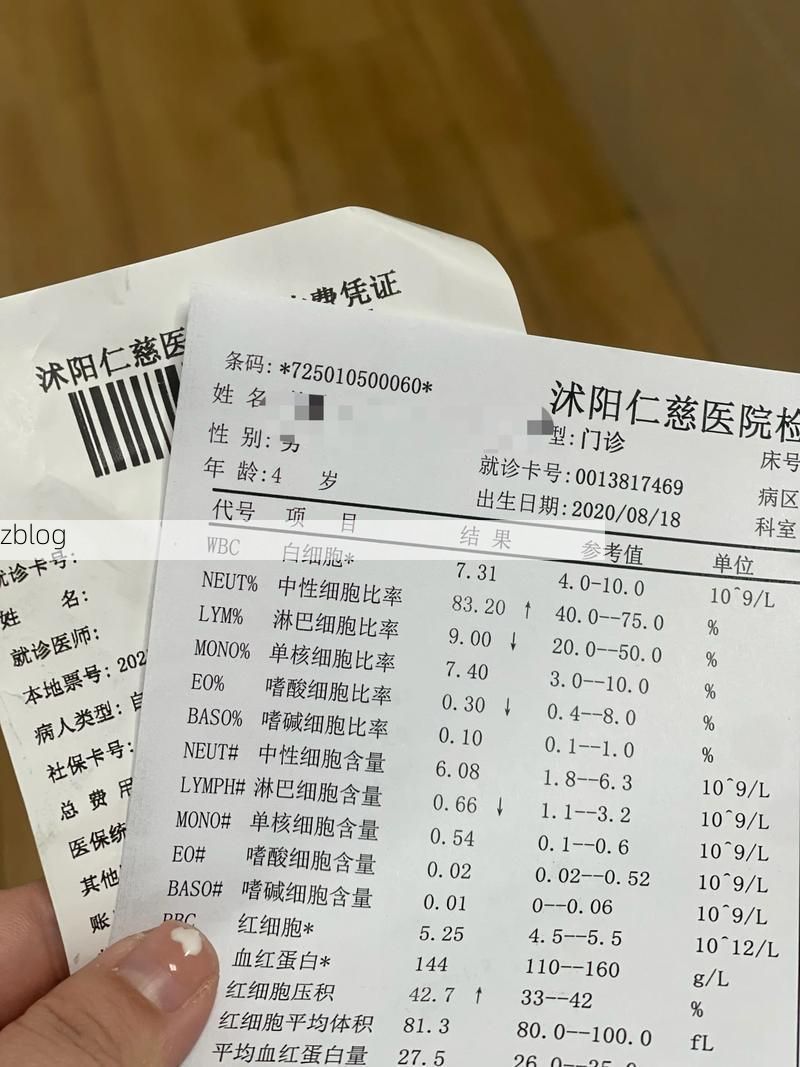 费凭证
沭阳仁慈医
就诊卡号:
姓 名:
就诊医师:
本地票号: 202
病人类型: 自
社保卡号:
总 费 用
医保统
其他
账
zblog
条码: *725010500060*
沭阳仁慈医院检
姓 名
型: 门诊
床号
性 别: 男
就诊卡号: 0013817469
病区
年 龄: 4 岁
出生日期: 2020/08/18
科室
代号 项 目 结 果 参考值 单位
WBC 白细胞* 7.31 4.0-10.0 10^9/L
NEUT% 中性细胞比率 83.20 ↑ 40.0--75.0 %
LYM% 淋巴细胞比率 9.00 ↓ 20.0--50.0 %
MONO% 单核细胞比率 7.40 3.0--10.0 %
EO% 嗜酸细胞比率 0.30 ↓ 0.4--8.0 %
BASO% 嗜碱细胞比率 0.10 0.1--1.0 %
NEUT# 中性细胞含量 6.08 1.8--6.3 10^9/L
LYMPH# 淋巴细胞含量 0.66 ↓ 1.1--3.2 10^9/L
MONO# 单核细胞含量 0.54 0.1--0.6 10^9/L
EO# 嗜酸细胞含量 0.02 0.02--0.52 10^9/L
BASO# 嗜碱细胞含量 0.01 0--0.06 10^9/L
RBC 红细胞* 5.25 4.5--5.5 10^12/L
血红蛋白* 144 110--160 g/L
红细胞压积 42.7 ↑ 33--42 %
红细胞平均体积 81.3 80.0--100.0 fL
平均血红蛋白量 27.5